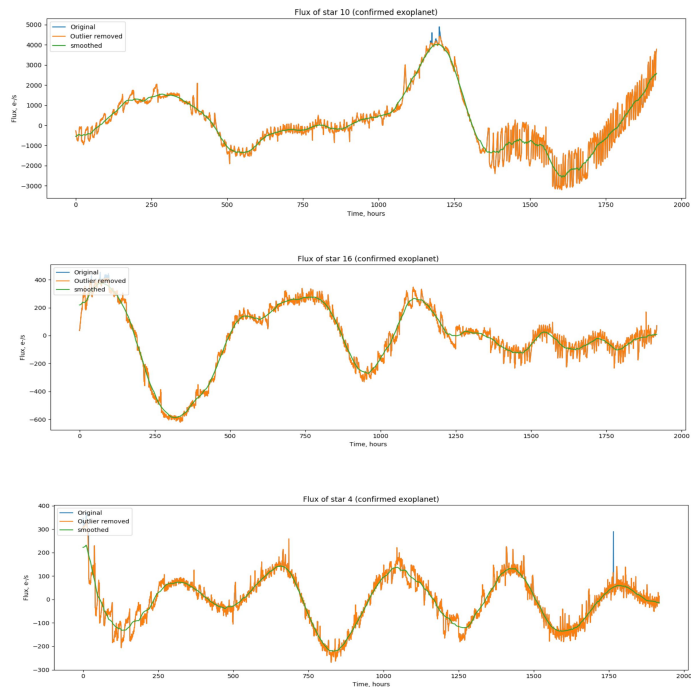 Flux of star 10 (confirmed exoplanet)
Original
Outlier removed
smoothed
5000
4000
3000
2000
1000
0
−1000
−2000
−3000
Flux, e-/s
0 250 500 750 1000 1250 1500 1750 2000
Time, hours
Flux of star 16 (confirmed exoplanet)
Original
Outlier removed
smoothed
400
200
0
−200
−400
−600
Flux, e-/s
0 250 500 750 1000 1250 1500 1750 2000
Time, hours
Flux of star 4 (confirmed exoplanet)
Original
Outlier removed
smoothed
400
300
200
100
0
−100
−200
−300
Flux, e-/s
0 250 500 750 1000 1250 1500 1750 2000
Time, hours